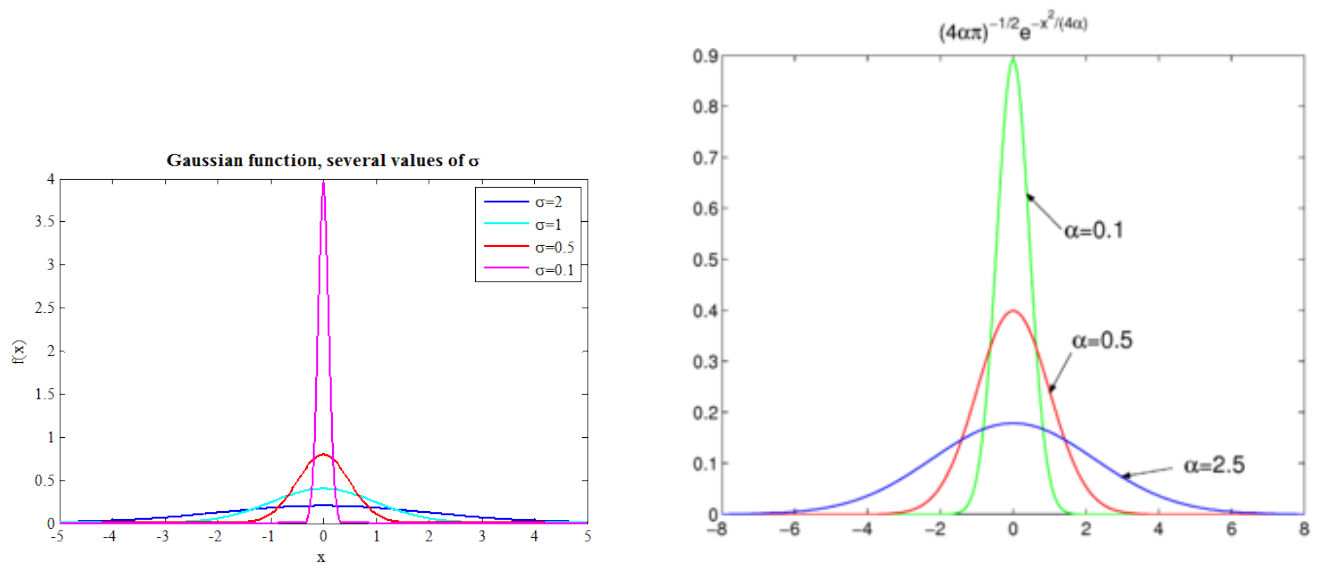 Gaussian function, several values of σ
f(x)
4
3.5
3
2.5
2
1.5
1
0.5
0
σ=2
σ=1
σ=0.5
σ=0.1
-5 -4 -3 -2 -1 0 1 2 3 4 5
x
(4απ)^{-1/2}e^{-x^2/(4α)}
0.9
0.8
0.7
0.6
0.5
0.4
0.3
0.2
0.1
0
α=0.1
α=0.5
α=2.5
−8 −6 −4 −2 0 2 4 6 8